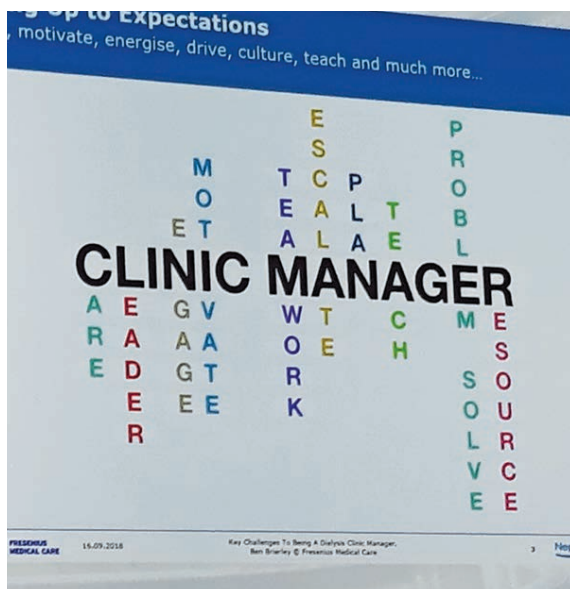 Up to Expectations
, motivate, energise, drive, culture, teach and much more...
CLINIC MANAGER
CARE
LEADER
ENGAGE
MOTIVATE
TEAMWORK
ESCALATE
PLAN
TEACH
PROBLEM SOLVE
RESOURCE
FRESENIUS
MEDICAL CARE
16.09.2018
Key Challenges To Being A Dialysis Clinic Manager.
Ben Brierley © Fresenius Medical Care
3